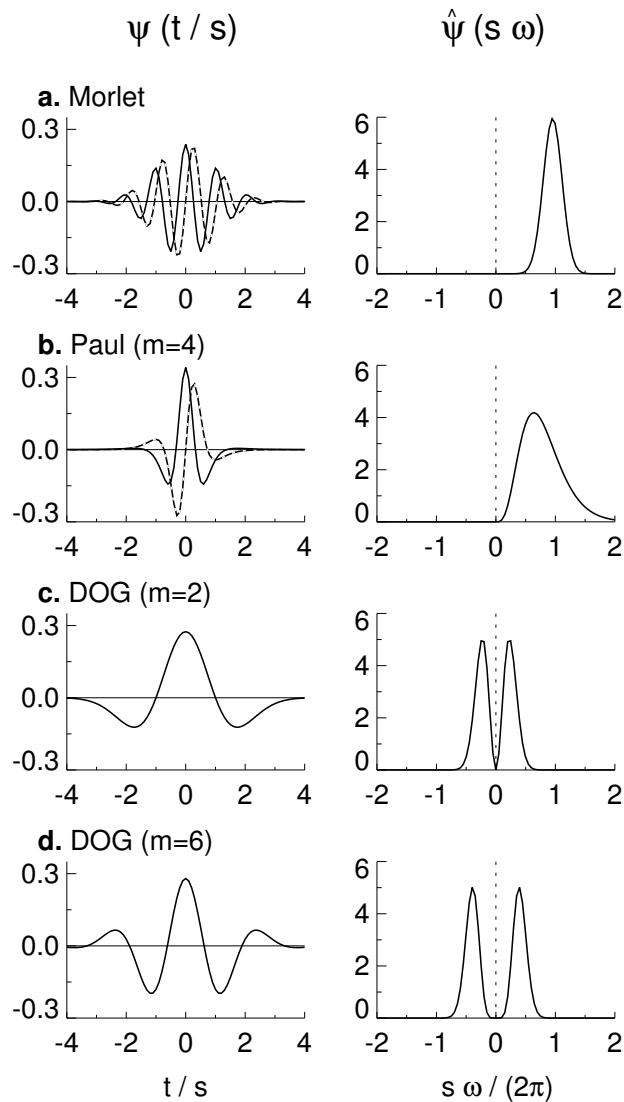 ψ (t / s)
ψ̂ (s ω)
a. Morlet
0.3
0.0
-0.3
-4 -2 0 2 4
6
4
2
0
-2 -1 0 1 2
b. Paul (m=4)
0.3
0.0
-0.3
-4 -2 0 2 4
6
4
2
0
-2 -1 0 1 2
c. DOG (m=2)
0.3
0.0
-0.3
-4 -2 0 2 4
6
4
2
0
-2 -1 0 1 2
d. DOG (m=6)
0.3
0.0
-0.3
-4 -2 0 2 4
t / s
6
4
2
0
-2 -1 0 1 2
s ω / (2π)